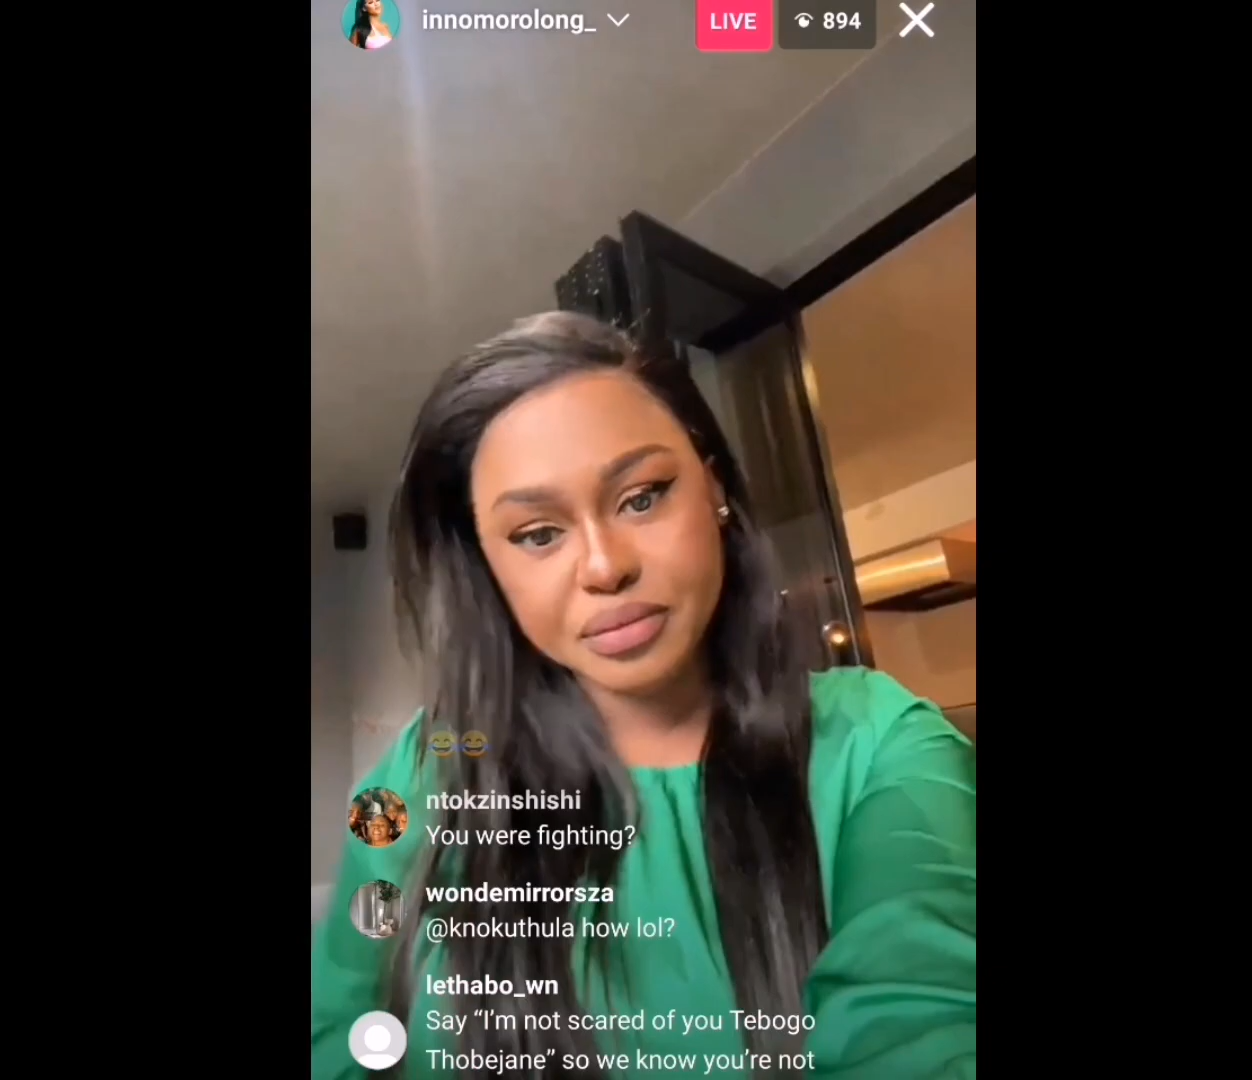 innomorolong_
LIVE
894
😂😂
ntokzinshishi
You were fighting?
wondemirrorsza
@knokuthula how lol?
lethabo_wn
Say “I’m not scared of you Tebogo
Thobejane” so we know you’re not